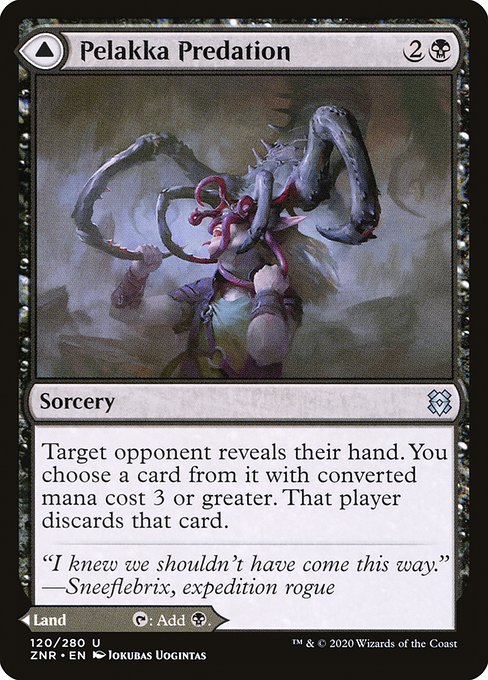 Pelakka Predation 2
Sorcery
Target opponent reveals their hand. You
choose a card from it with converted
mana cost 3 or greater. That player
discards that card.
“I knew we shouldn’t have come this way.”
—Sneeflebrix, expedition rogue
Land : Add .
120/280 U ™ & © 2020 Wizards of the Coast
ZNR • EN JOKUBAS UOGINTAS